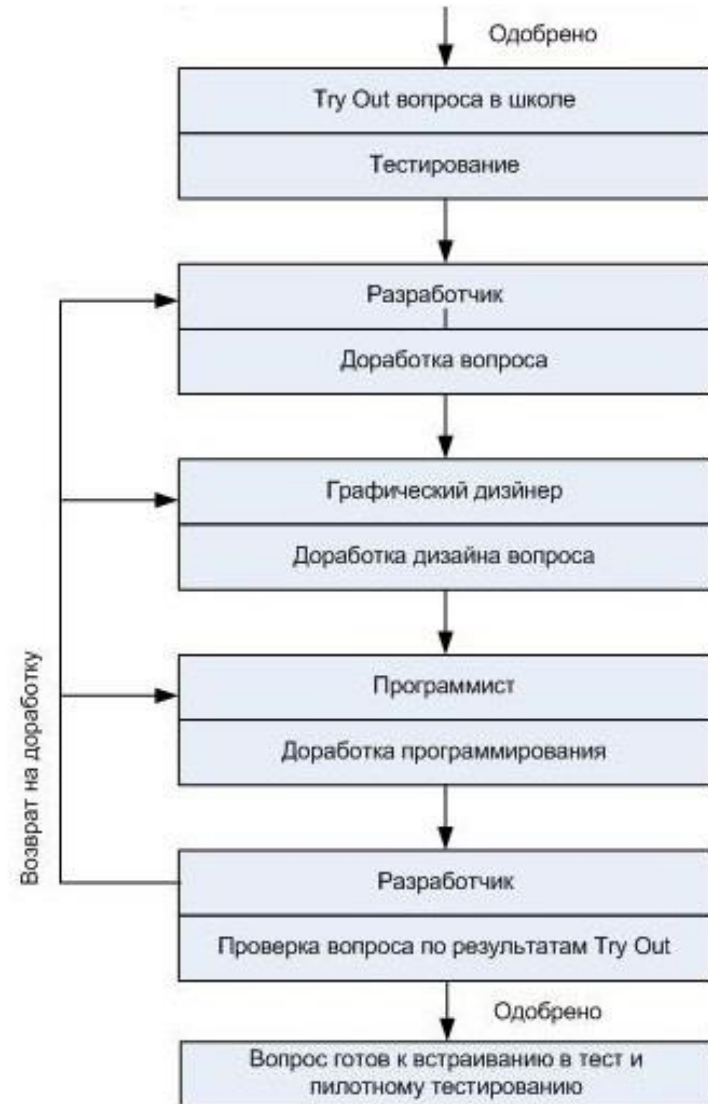 Одобрено
Try Out вопроса в школе
Тестирование
Разработчик
Доработка вопроса
Графический дизйнер
Доработка дизайна вопроса
Программист
Доработка программирования
Возврат на доработку
Разработчик
Проверка вопроса по результатам Try Out
Одобрено
Вопрос готов к встраиванию в тест и
пилотному тестированию